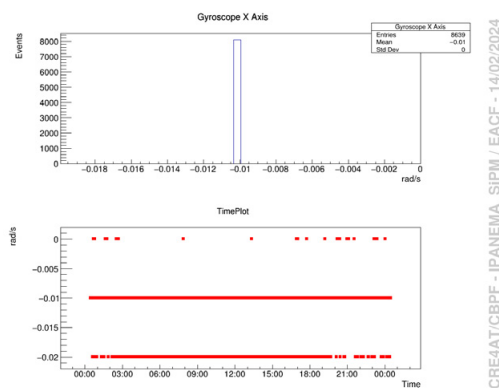 Gyroscope X Axis
Events
8000
7000
6000
5000
4000
3000
2000
1000
0
Gyroscope X Axis
Entries 8639
Mean −0.01
Std Dev 0
−0.018 −0.016 −0.014 −0.012 −0.01 −0.008 −0.006 −0.004 −0.002 0
rad/s
TimePlot
rad/s
0
−0.005
−0.01
−0.015
−0.02
00:00 03:00 06:00 09:00 12:00 15:00 18:00 21:00 00:00
Time
PRE4AT/CBPF - IPANEMA SiPM / EACF - 14/02/2024